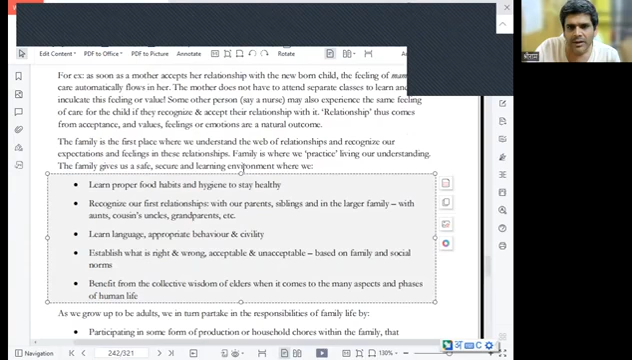 Edit Content
PDF to Office
PDF to Picture
Annotate
Rotate
For ex: as soon as a mother accepts her relationship with the new born child, the feeling of
care automatically flows in her. The mother does not have to attend separate classes to learn
inculcate this feeling or value! Some other person (say a nurse) may also experience the same feeling
of care for the child if they recognize & accept their relationship with it. 'Relationship' thus
comes from acceptance, and values, feelings or emotions are a natural outcome.
The family is the first place where we understand the web of relationships and recognize our
expectations and feelings in these relationships. Family is where we 'practice' living our understanding.
The family gives us a safe, secure and learning environment where we:
• Learn proper food habits and hygiene to stay healthy
• Recognize our first relationships: with our parents, siblings and in the larger family – with
aunts, cousin's uncles, grandparents, etc.
• Learn language, appropriate behaviour & civility
• Establish what is right & wrong, acceptable & unacceptable – based on family and social
norms
• Benefit from the collective wisdom of elders when it comes to the many aspects and phases
of human life
As we grow up to be adults, we in turn partake in the responsibilities of family life by:
• Participating in some form of production or household chores within the family, that
Navigation
242/321
130%
श्रीराम